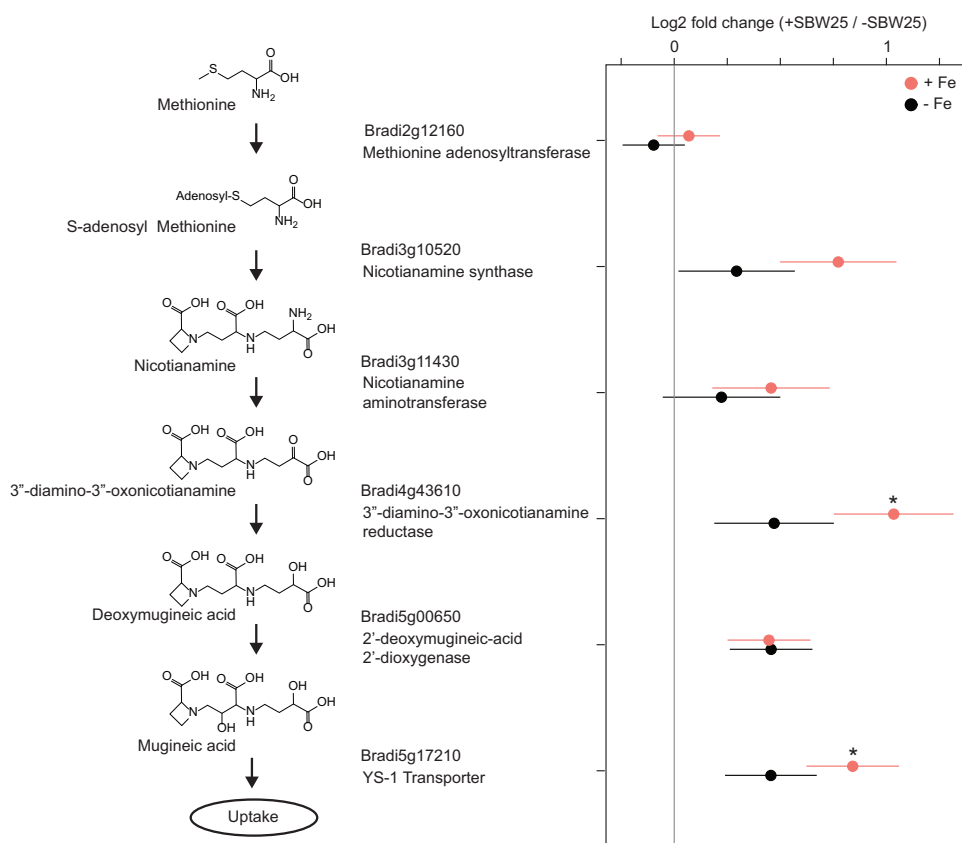 Log2 fold change (+SBW25 / -SBW25)
0
1
+ Fe
- Fe
S
O
OH
NH2
Methionine
Bradi2g12160
Methionine adenosyltransferase
Adenosyl-S
O
OH
NH2
S-adenosyl Methionine
Bradi3g10520
Nicotianamine synthase
OH
O
N
O
OH
N
H
NH2
OH
O
Nicotianamine
Bradi3g11430
Nicotianamine
aminotransferase
OH
O
N
O
OH
N
H
O
OH
O
3”-diamino-3”-oxonicotianamine
Bradi4g43610
3”-diamino-3”-oxonicotianamine
reductase
*
OH
O
N
O
OH
N
H
OH
OH
O
Deoxymugineic acid
Bradi5g00650
2’-deoxymugineic-acid
2’-dioxygenase
OH
O
N
OH
O
OH
N
H
OH
OH
O
Mugineic acid
Bradi5g17210
YS-1 Transporter
*
Uptake